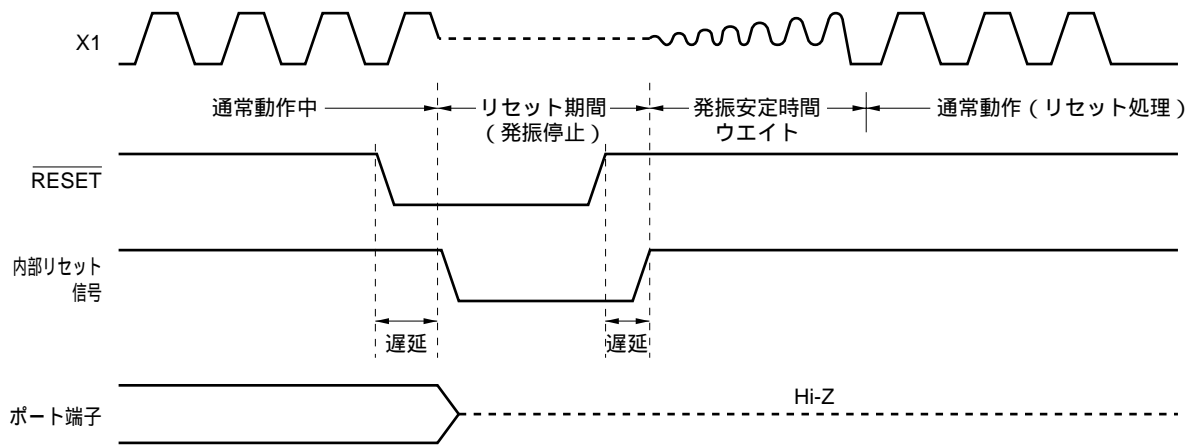 X1
通常動作中
リセット期間
(発振停止)
発振安定時間
ウエイト
通常動作(リセット処理)
RESET
内部リセット
信号
遅延
遅延
Hi-Z
ポート端子